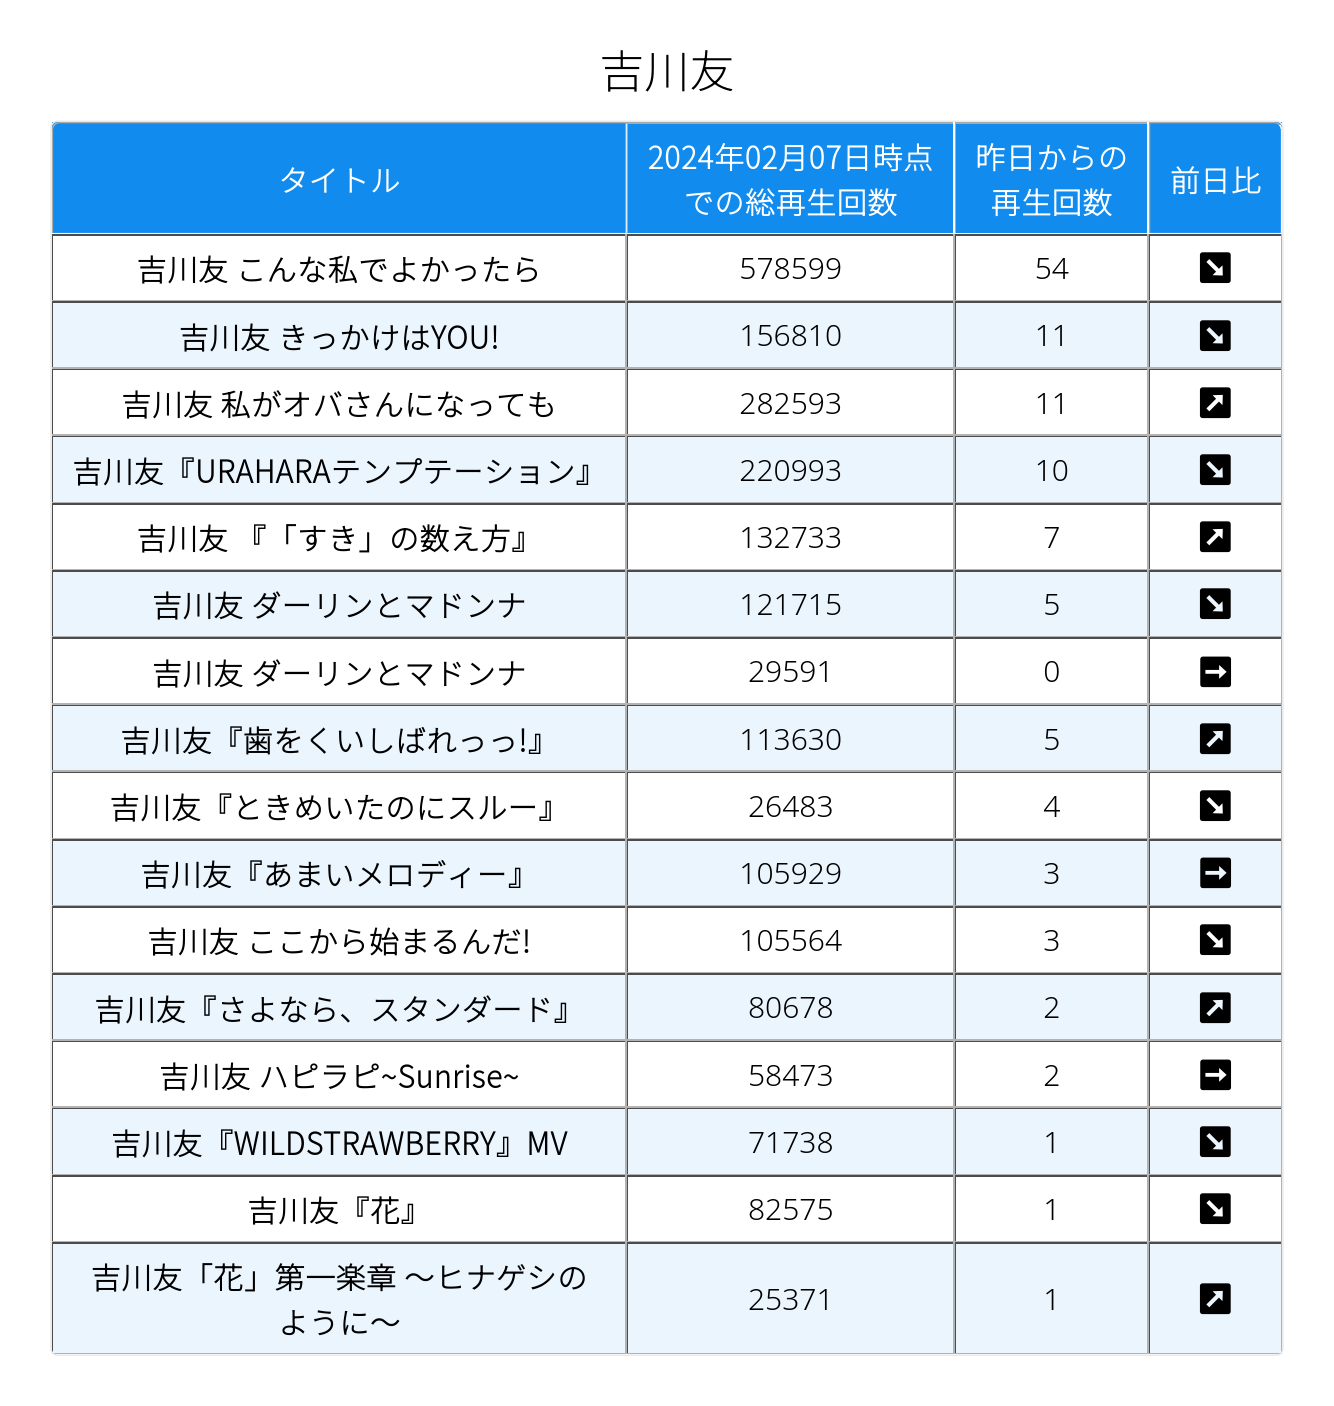 吉川友
タイトル 2024年02月07日時点 昨日からの 前日比
での総再生回数 再生回数
吉川友 こんな私でよかったら 578599 54
吉川友 きっかけはYOU! 156810 11
吉川友 私がオバさんになっても 282593 11
吉川友『URAHARAテンプテーション』 220993 10
吉川友 『「すき」の数え方』 132733 7
吉川友 ダーリンとマドンナ 121715 5
吉川友 ダーリンとマドンナ 29591 0
吉川友『歯をくいしばれっっ!』 113630 5
吉川友『ときめいたのにスルー』 26483 4
吉川友『あまいメロディー』 105929 3
吉川友 ここから始まるんだ! 105564 3
吉川友『さよなら、スタンダード』 80678 2
吉川友 ハピラピ~Sunrise~ 58473 2
吉川友『WILDSTRAWBERRY』MV 71738 1
吉川友『花』 82575 1
吉川友「花」第一楽章 〜ヒナゲシの 25371 1
ように〜